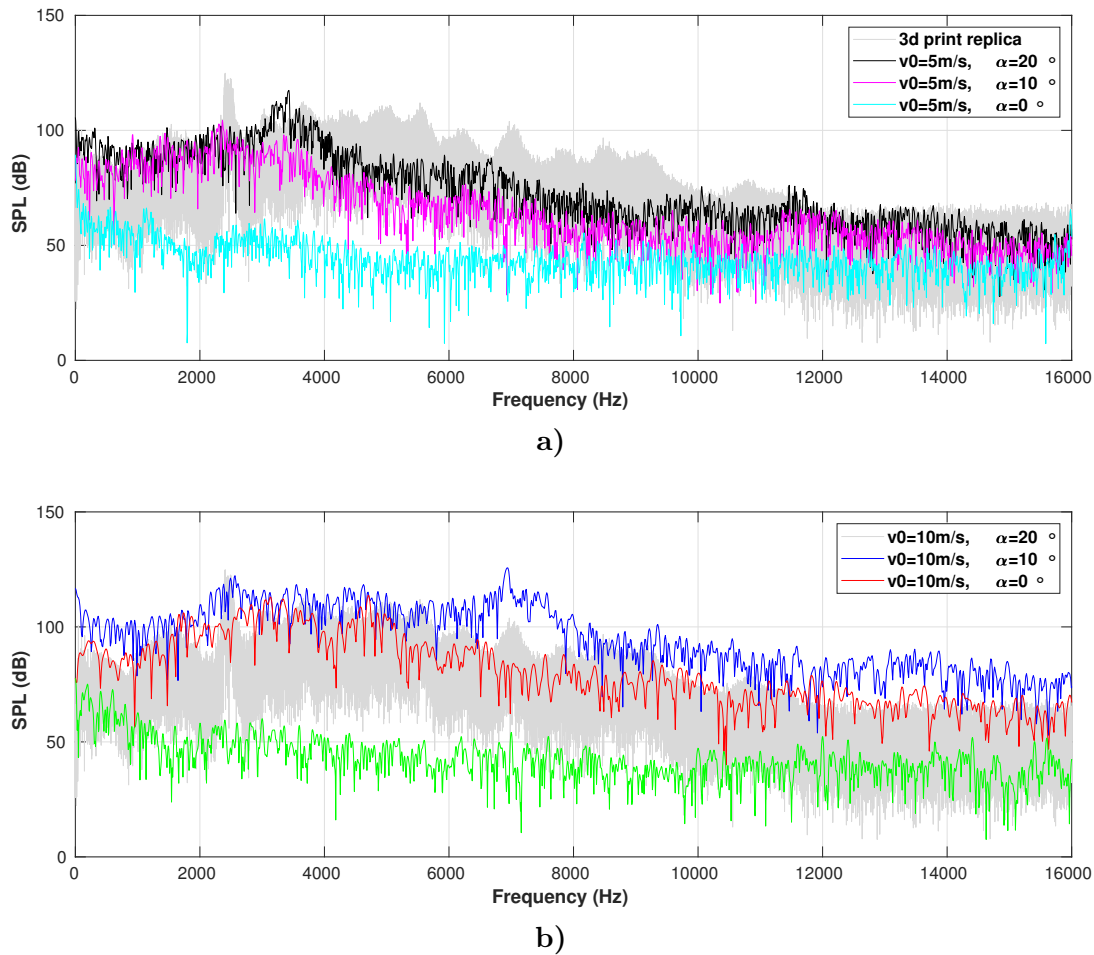 150
100
50
0
SPL (dB)
3d print replica
v0=5m/s, α=20 °
v0=5m/s, α=10 °
v0=5m/s, α=0 °
0 2000 4000 6000 8000 10000 12000 14000 16000
Frequency (Hz)
a)
150
100
50
0
SPL (dB)
v0=10m/s, α=20 °
v0=10m/s, α=10 °
v0=10m/s, α=0 °
0 2000 4000 6000 8000 10000 12000 14000 16000
Frequency (Hz)
b)